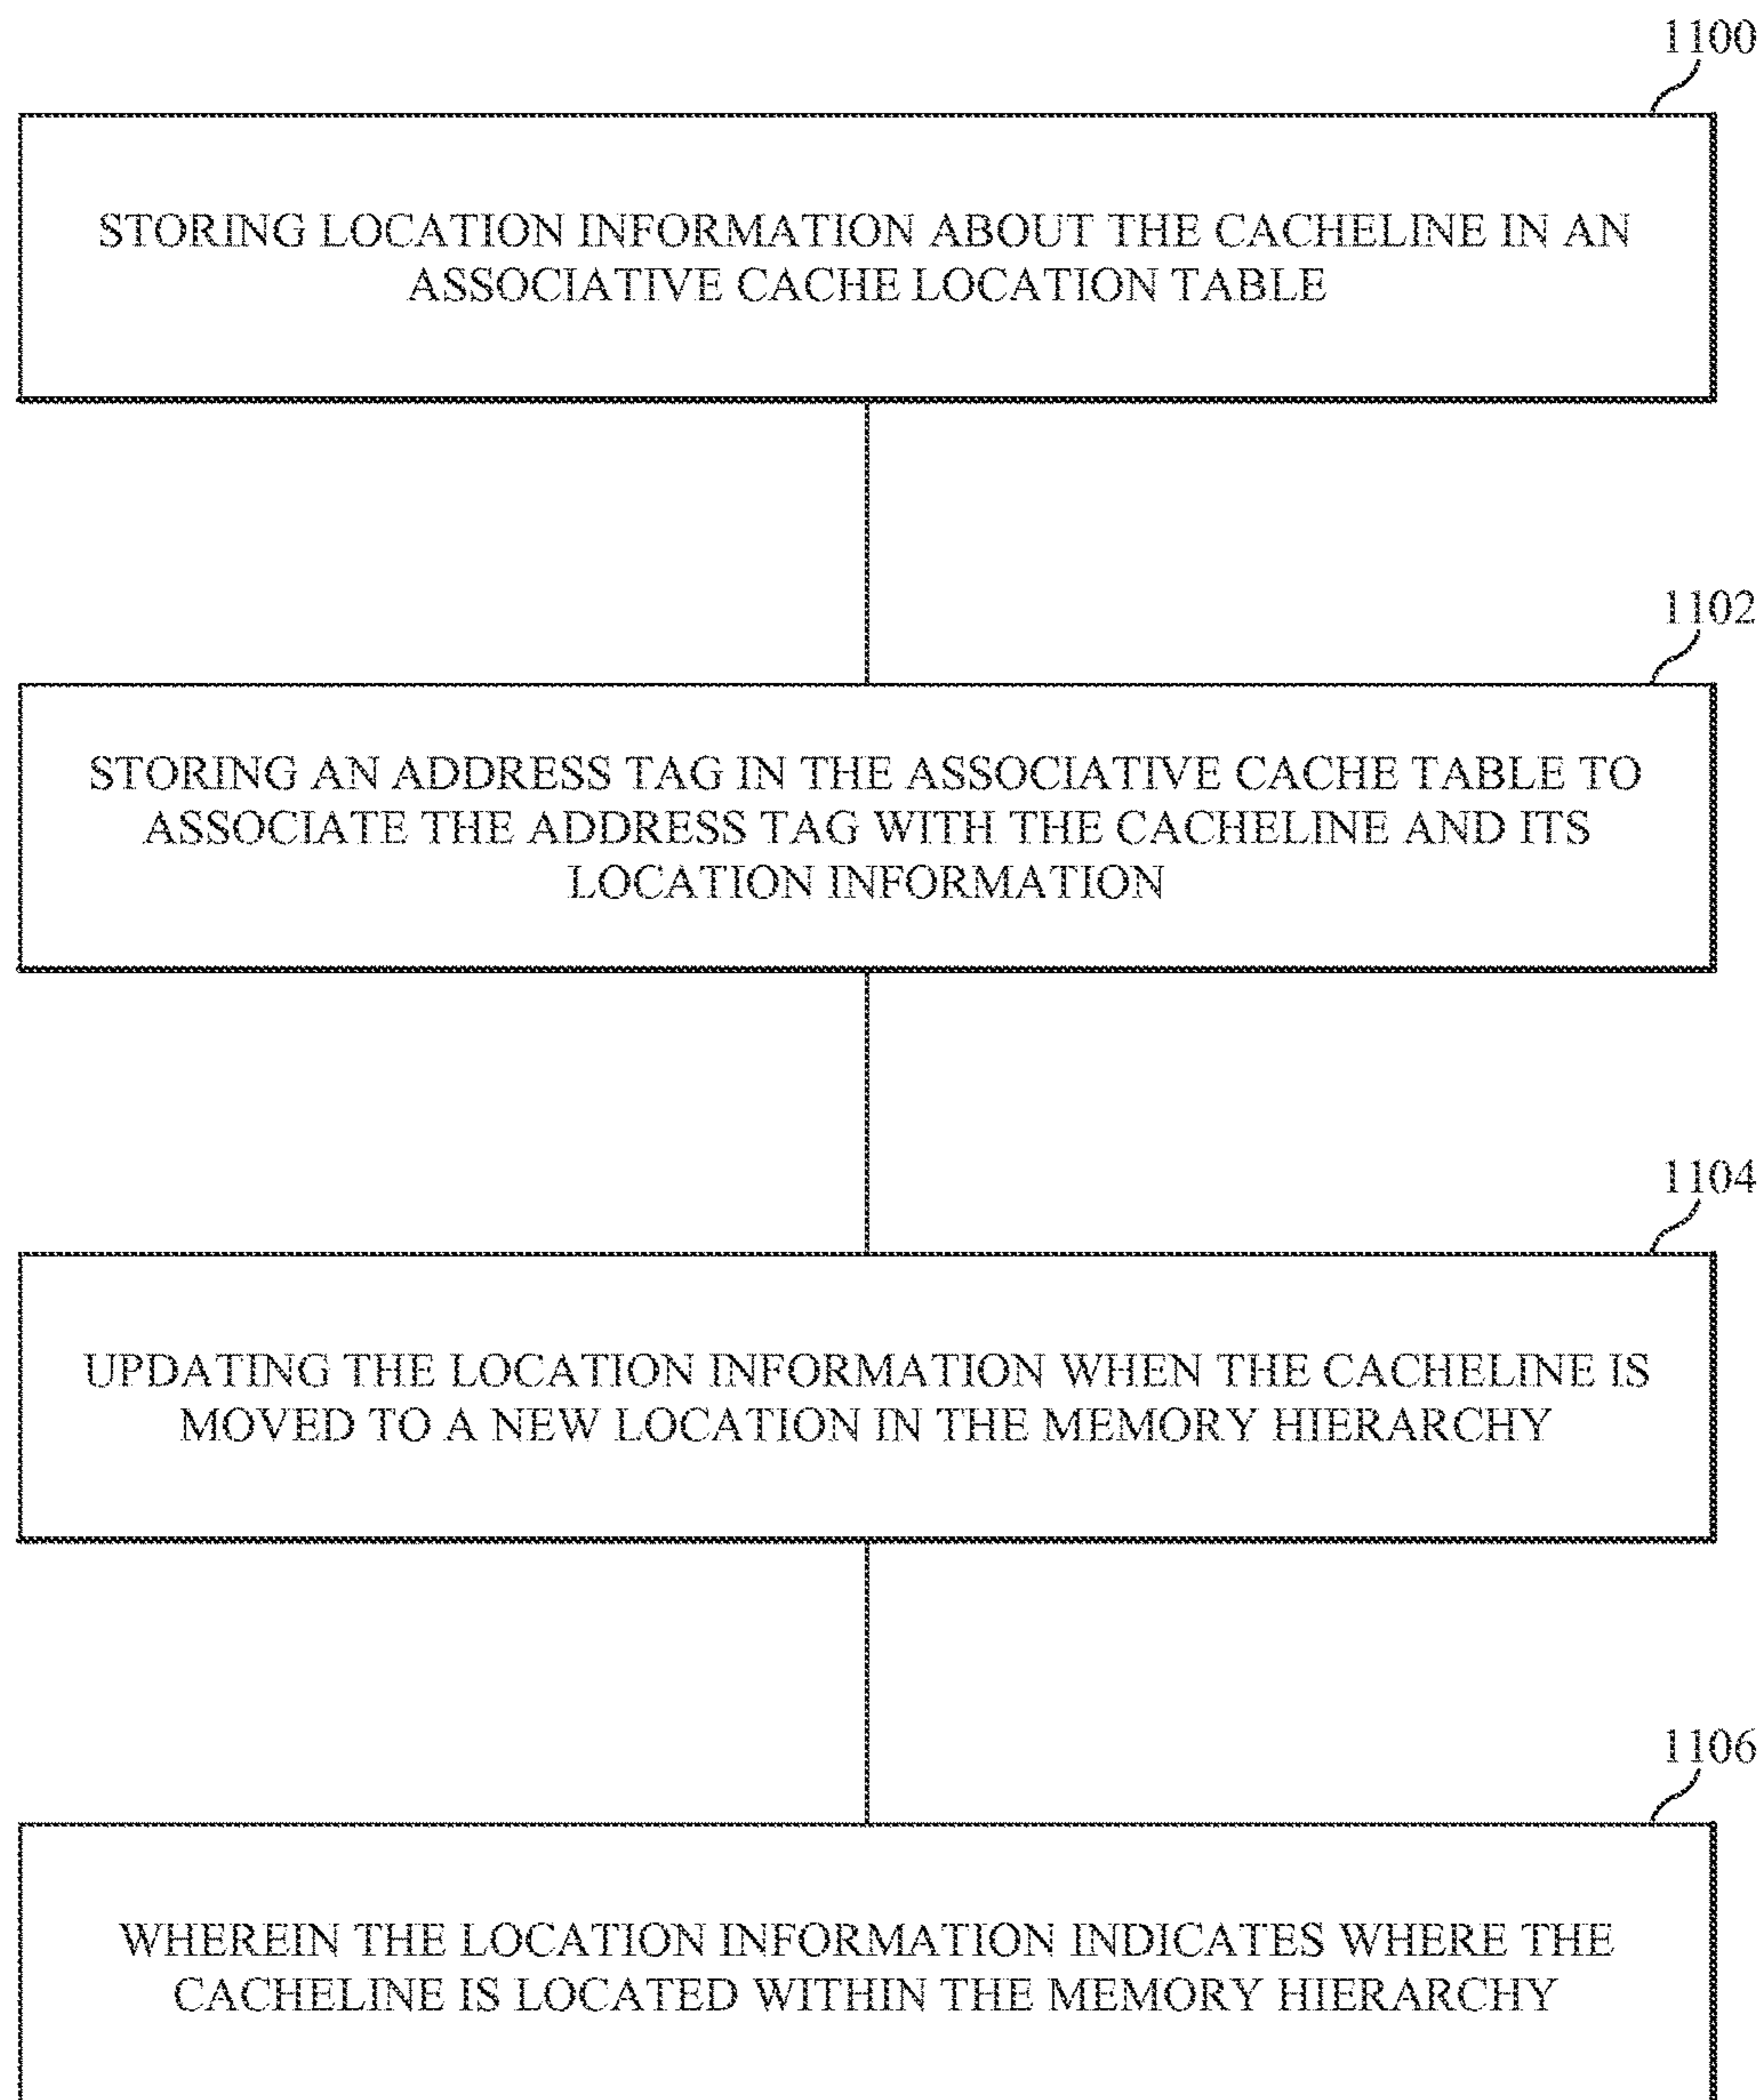 1100
STORING LOCATION INFORMATION ABOUT THE CACHELINE IN AN
ASSOCIATIVE CACHE LOCATION TABLE
1102
STORING AN ADDRESS TAG IN THE ASSOCIATIVE CACHE TABLE TO
ASSOCIATE THE ADDRESS TAG WITH THE CACHELINE AND ITS
LOCATION INFORMATION
1104
UPDATING THE LOCATION INFORMATION WHEN THE CACHELINE IS
MOVED TO A NEW LOCATION IN THE MEMORY HIERARCHY
1106
WHEREIN THE LOCATION INFORMATION INDICATES WHERE THE
CACHELINE IS LOCATED WITHIN THE MEMORY HIERARCHY